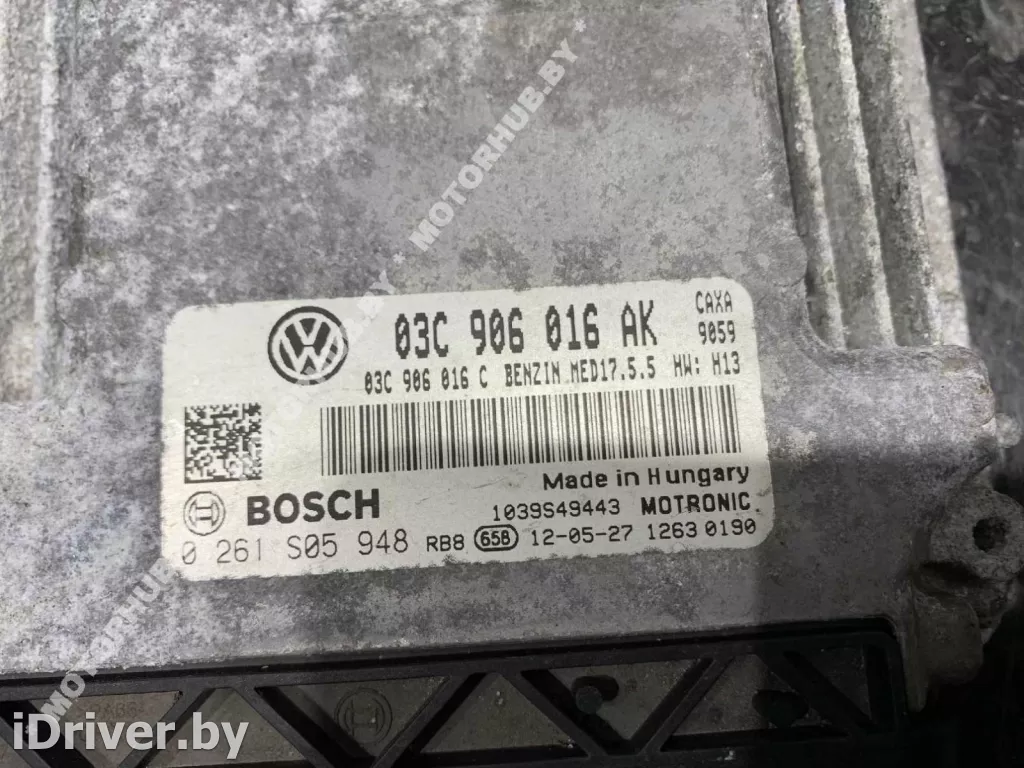 MOTORHUB.BY
03C 906 016 AK
CAXA
9059
03C 906 016 C BENZIN MED17.5.5 HW: H13
Made in Hungary
BOSCH
1039S49443 MOTRONIC
0 261 S05 948 RB8 658 12-05-27 1263 0190
iDriver.by